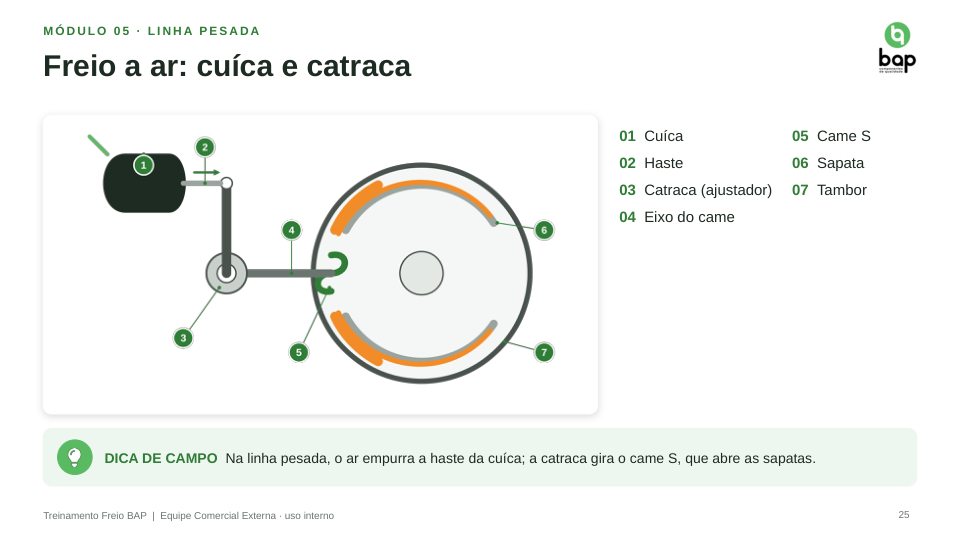 MÓDULO 05 · LINHA PESADA
Freio a ar: cuíca e catraca
bap
1
2
3
4
5
6
7
01 Cuíca
02 Haste
03 Catraca (ajustador)
04 Eixo do came
05 Came S
06 Sapata
07 Tambor
DICA DE CAMPO Na linha pesada, o ar empurra a haste da cuíca; a catraca gira o came S, que abre as sapatas.
Treinamento Freio BAP | Equipe Comercial Externa · uso interno
25